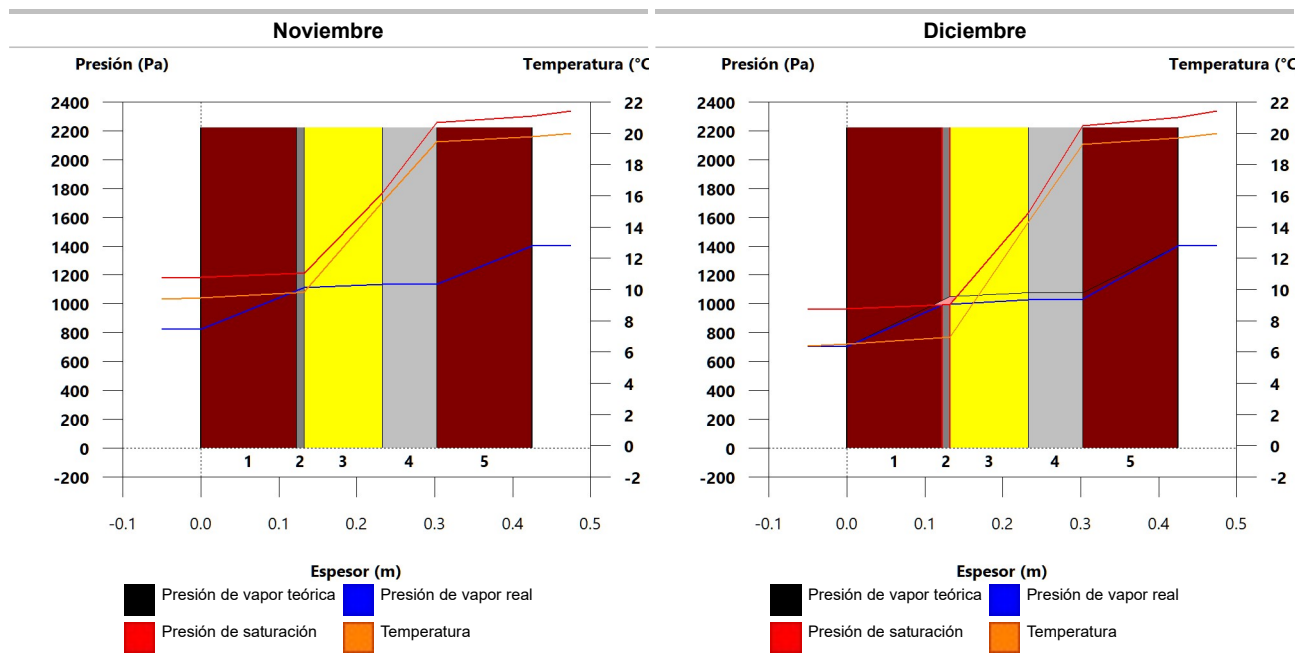 Noviembre
Presión (Pa) Temperatura (°C
2400 22
2200 20
2000 18
1800 16
1600 14
1400 12
1200 10
1000 8
800 6
600 4
400 2
200 0
0 -2
-200
1 2 3 4 5
-0.1 0.0 0.1 0.2 0.3 0.4 0.5
Espesor (m)
Presión de vapor teórica Presión de vapor real
Presión de saturación Temperatura
Diciembre
Presión (Pa) Temperatura (°C
2400 22
2200 20
2000 18
1800 16
1600 14
1400 12
1200 10
1000 8
800 6
600 4
400 2
200 0
0 -2
-200
1 2 3 4 5
-0.1 0.0 0.1 0.2 0.3 0.4 0.5
Espesor (m)
Presión de vapor teórica Presión de vapor real
Presión de saturación Temperatura